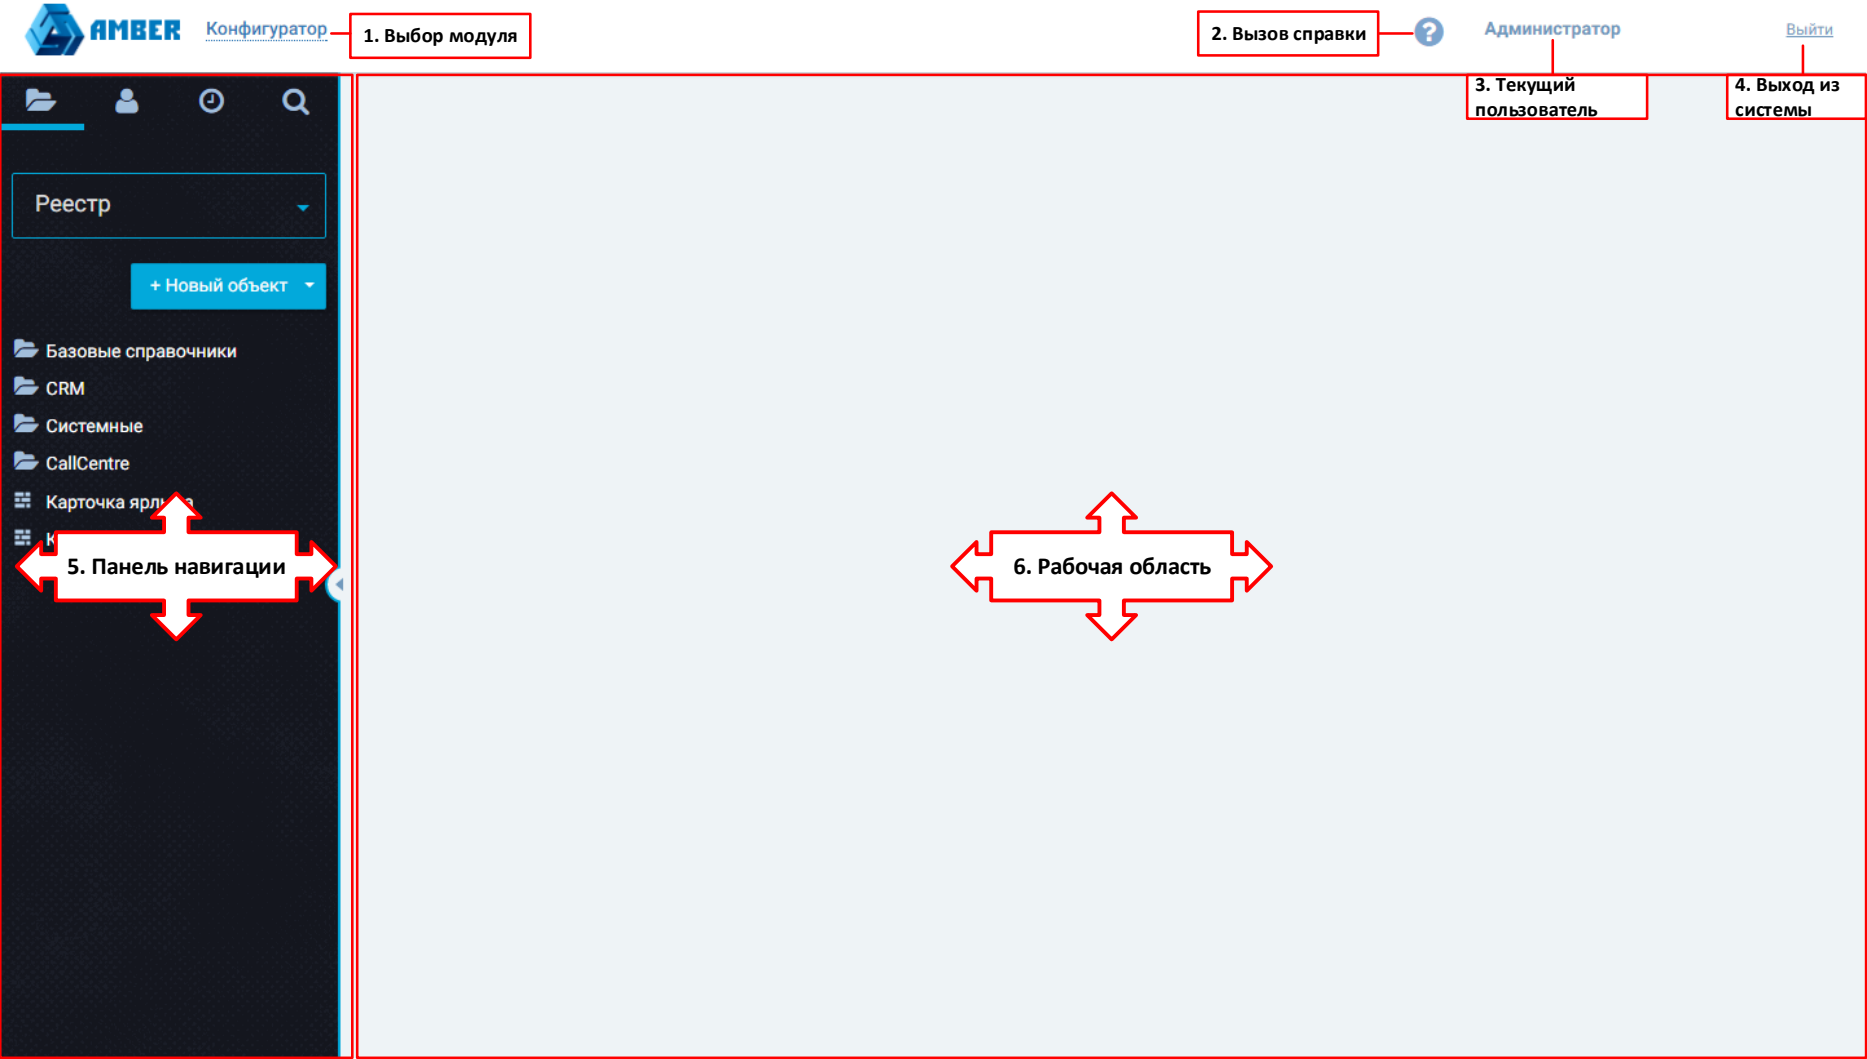 AMBER Конфигуратор 1. Выбор модуля 2. Вызов справки ? Администратор Выйти
3. Текущий
пользователь
4. Выход из
системы
Реестр
+ Новый объект
Базовые справочники
CRM
Системные
CallCentre
Карточка
5. Панель навигации
6. Рабочая область